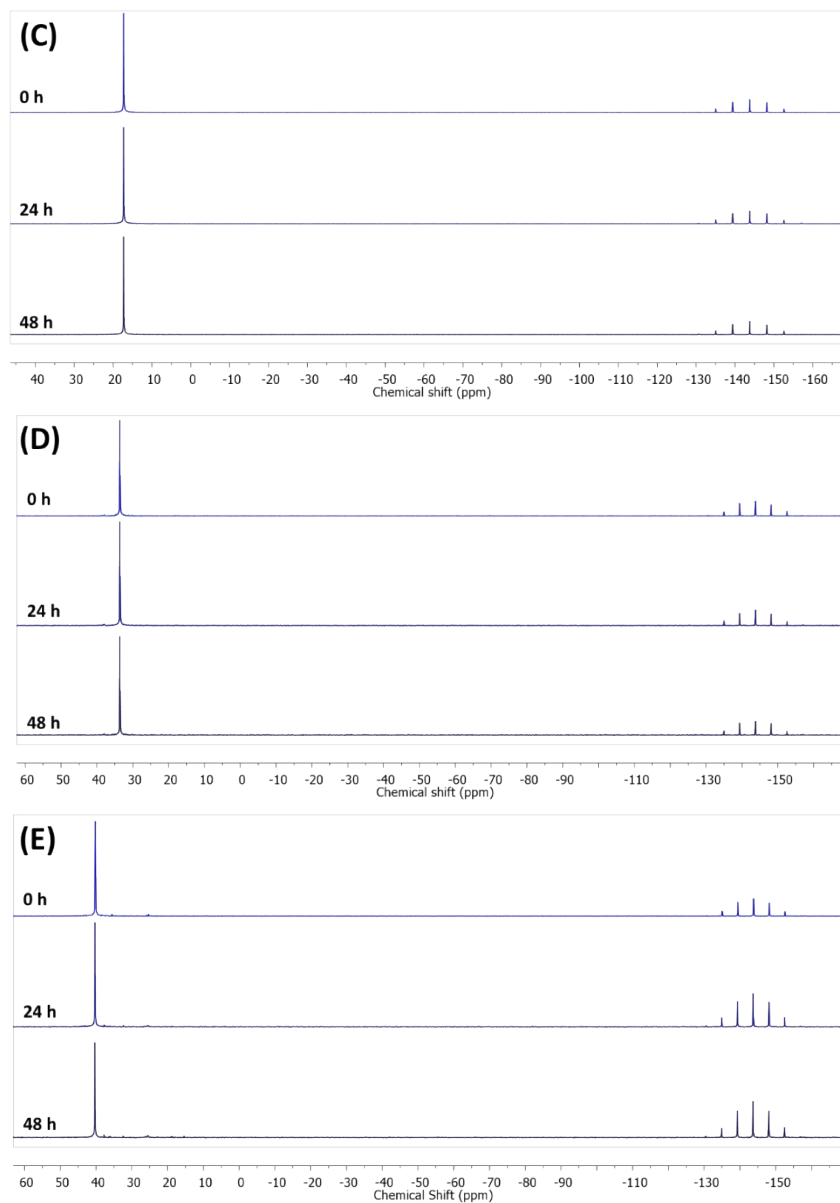 (C)
0 h
24 h
48 h
40 30 20 10 0 -10 -20 -30 -40 -50 -60 -70 -80 -90 -100 -110 -120 -130 -140 -150 -160
Chemical shift (ppm)
(D)
0 h
24 h
48 h
60 50 40 30 20 10 0 -10 -20 -30 -40 -50 -60 -70 -80 -90 -110 -130 -150
Chemical shift (ppm)
(E)
0 h
24 h
48 h
60 50 40 30 20 10 0 -10 -20 -30 -40 -50 -60 -70 -80 -90 -110 -130 -150
Chemical Shift (ppm)